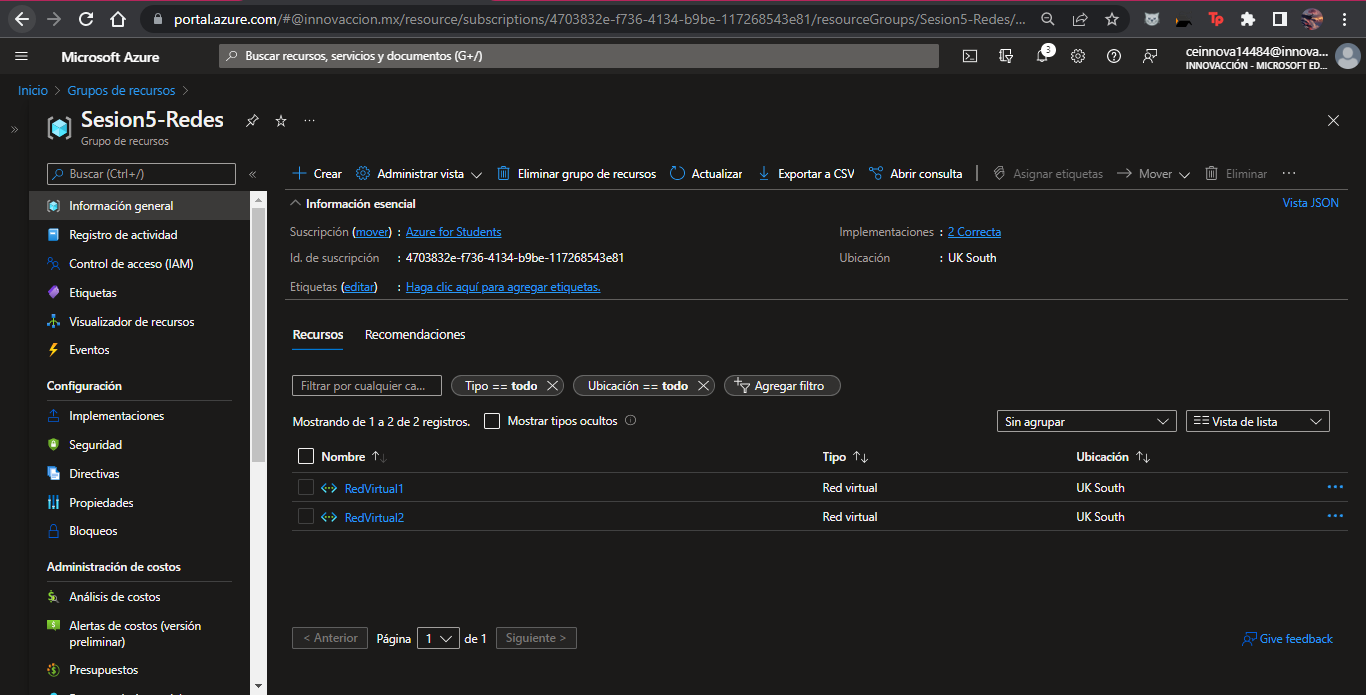 portal.azure.com/#@innovaccion.mx/resource/subscriptions/4703832e-f736-4134-b9be-117268543e81/resourceGroups/Sesion5-Redes/...
Tp
Microsoft Azure
Buscar recursos, servicios y documentos (G+/)
3
ceinnova14484@innova...
INNOVACCIÓN - MICROSOFT ED...
Inicio > Grupos de recursos >
Sesion5-Redes
Grupo de recursos
Buscar (Ctrl+/)
Información general
Registro de actividad
Control de acceso (IAM)
Etiquetas
Visualizador de recursos
Eventos
Configuración
Implementaciones
Seguridad
Directivas
Propiedades
Bloqueos
Administración de costos
Análisis de costos
Alertas de costos (versión
preliminar)
Presupuestos
Crear Administrar vista Eliminar grupo de recursos Actualizar Exportar a CSV Abrir consulta Asignar etiquetas Mover Eliminar ...
Información esencial
Vista JSON
Suscripción (mover) : Azure for Students
Implementaciones : 2 Correcta
Id. de suscripción : 4703832e-f736-4134-b9be-117268543e81
Ubicación : UK South
Etiquetas (editar) : Haga clic aquí para agregar etiquetas.
Recursos Recomendaciones
Filtrar por cualquier ca... Tipo == todo Ubicación == todo Agregar filtro
Mostrando de 1 a 2 de 2 registros. Mostrar tipos ocultos
Sin agrupar Vista de lista
Nombre Tipo Ubicación
RedVirtual1 Red virtual UK South
RedVirtual2 Red virtual UK South
< Anterior Página 1 de 1 Siguiente >
Give feedback